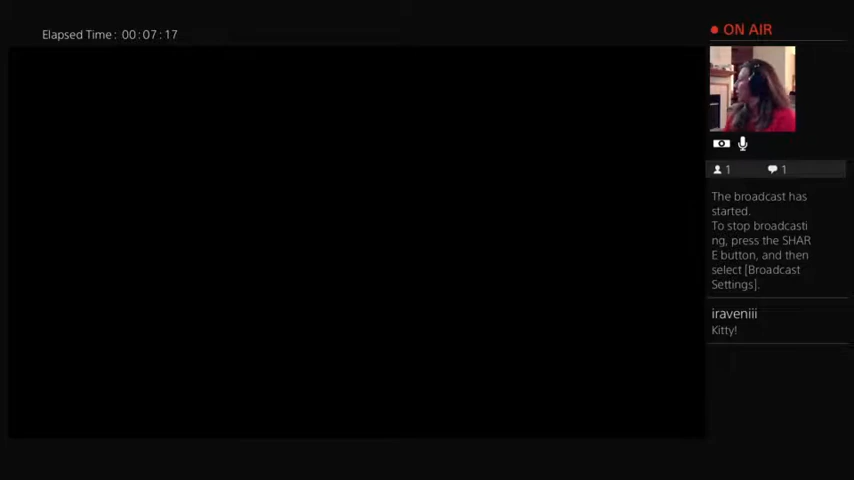 Elapsed Time: 00:07:17
ON AIR
1
1
The broadcast has
started.
To stop broadcasti
ng, press the SHAR
E button, and then
select [Broadcast
Settings].
iraveniii
Kitty!